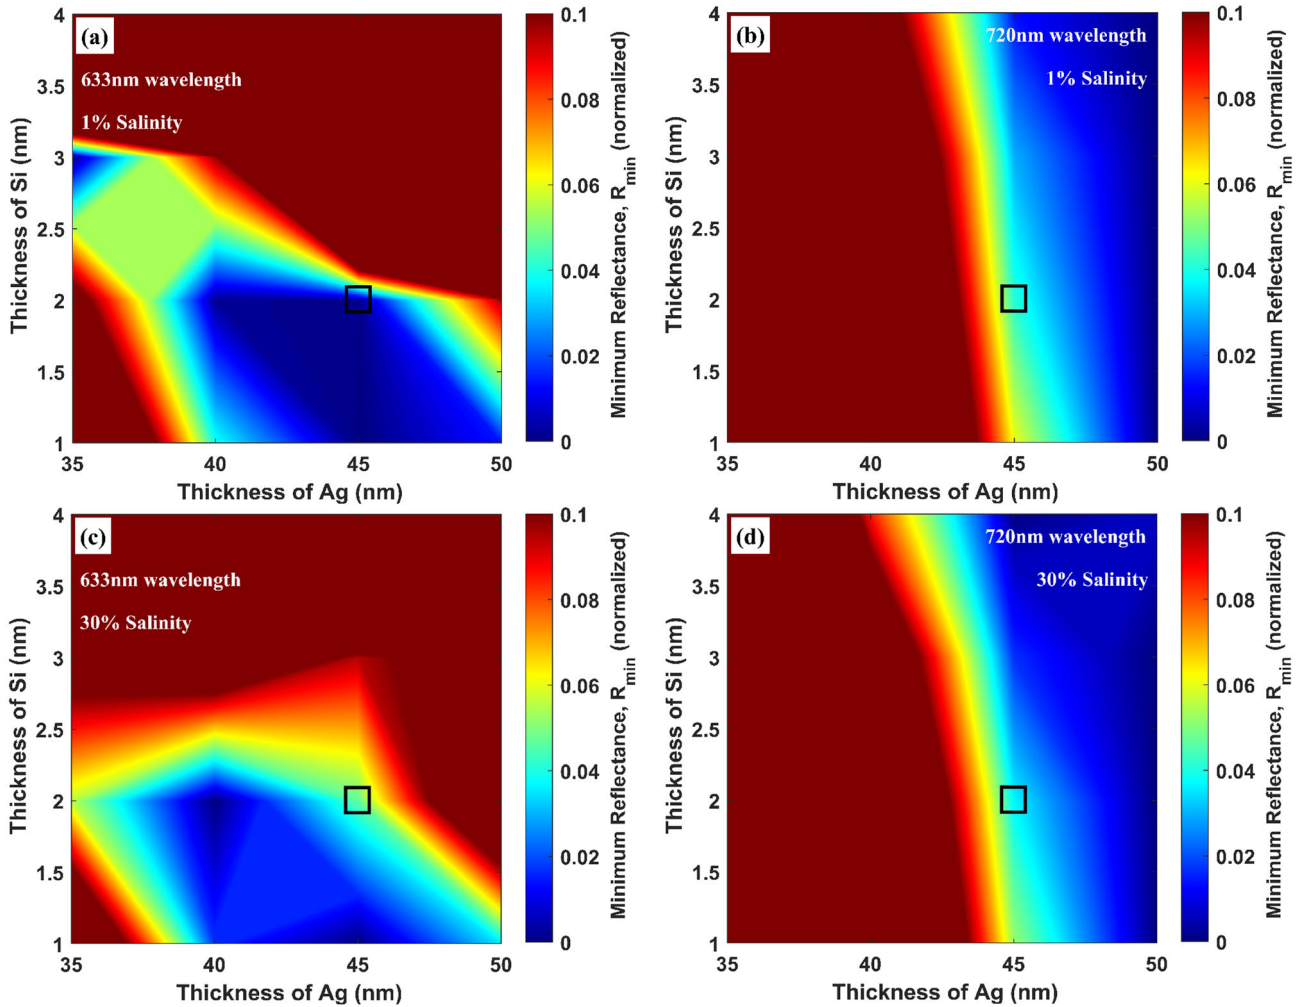 (a)
633nm wavelength
1% Salinity
4
3.5
3
2.5
2
1.5
1
Thickness of Si (nm)
35 40 45 50
Thickness of Ag (nm)
0.1
0.08
0.06
0.04
0.02
0
Minimum Reflectance, Rmin (normalized)
(b)
720nm wavelength
1% Salinity
4
3.5
3
2.5
2
1.5
1
Thickness of Si (nm)
35 40 45 50
Thickness of Ag (nm)
0.1
0.08
0.06
0.04
0.02
0
Minimum Reflectance, Rmin (normalized)
(c)
633nm wavelength
30% Salinity
4
3.5
3
2.5
2
1.5
1
Thickness of Si (nm)
35 40 45 50
Thickness of Ag (nm)
0.1
0.08
0.06
0.04
0.02
0
Minimum Reflectance, Rmin (normalized)
(d)
720nm wavelength
30% Salinity
4
3.5
3
2.5
2
1.5
1
Thickness of Si (nm)
35 40 45 50
Thickness of Ag (nm)
0.1
0.08
0.06
0.04
0.02
0
Minimum Reflectance, Rmin (normalized)